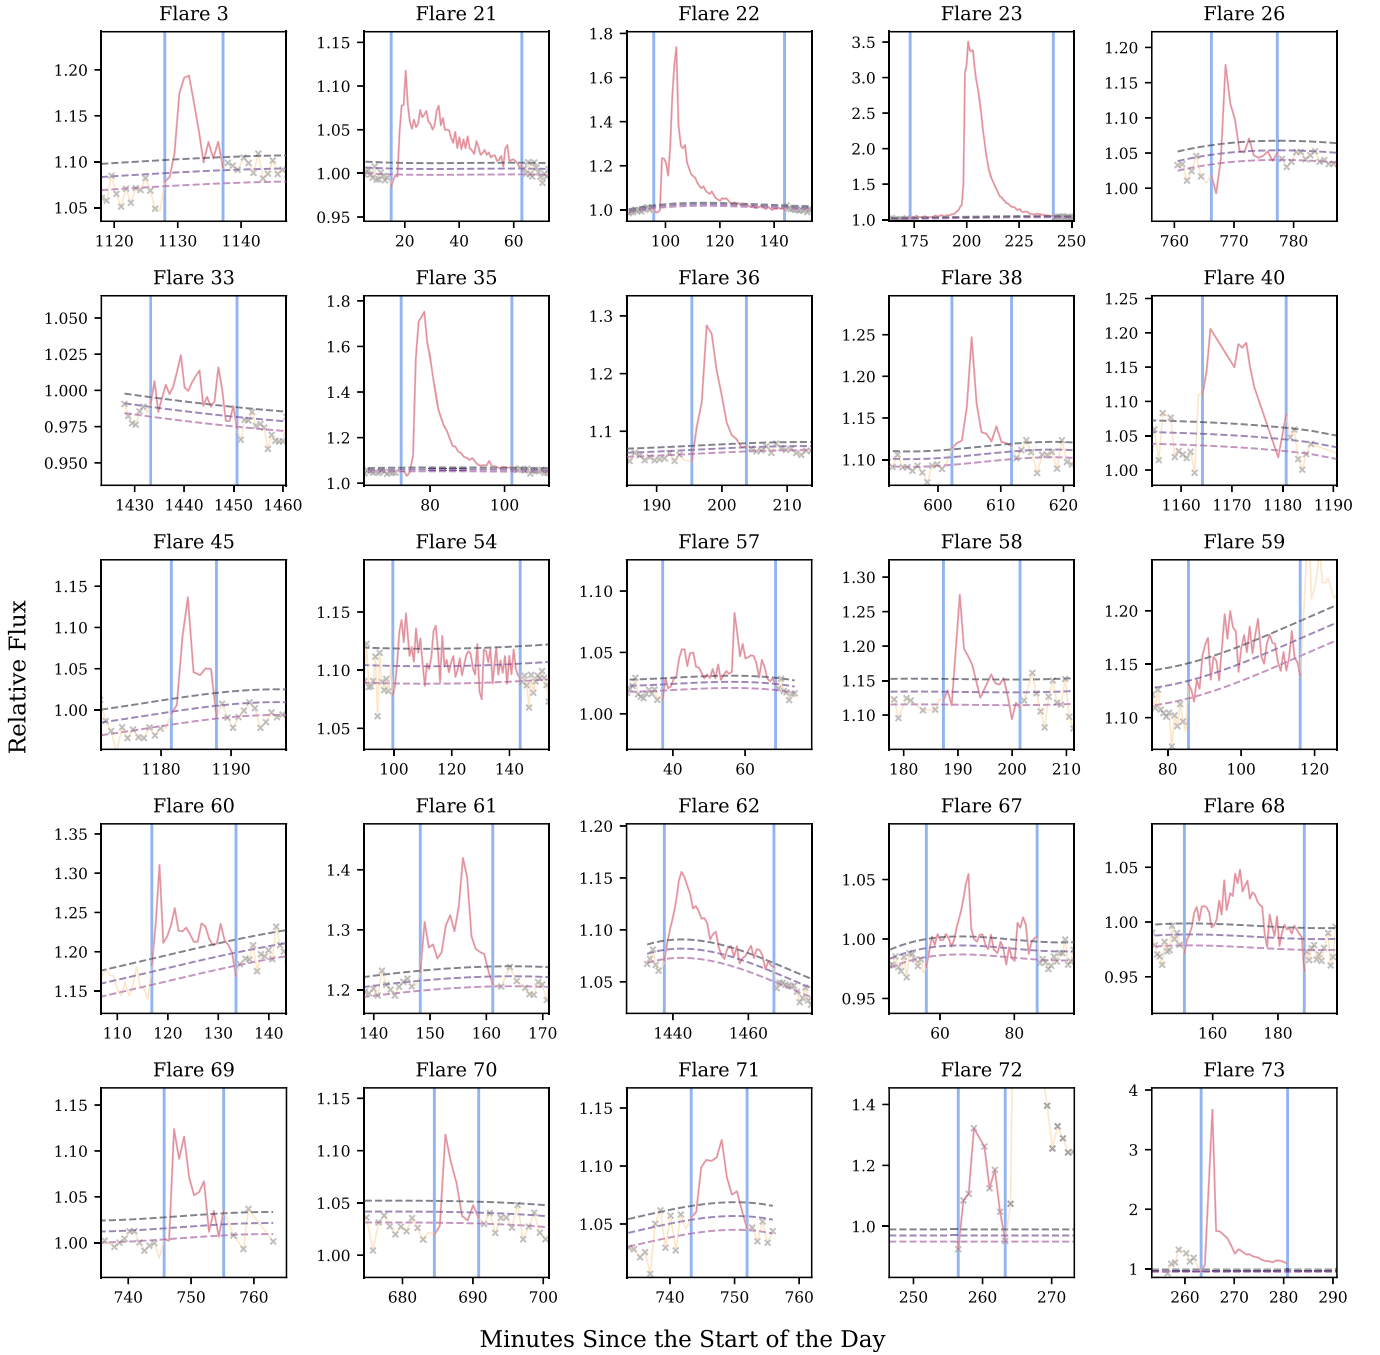 Flare 3 Flare 21 Flare 22 Flare 23 Flare 26
1.20 1.15 1.10 1.05
1120 1130 1140
1.15 1.10 1.05 1.00 0.95
20 40 60
1.8 1.6 1.4 1.2 1.0
100 120 140
3.5 3.0 2.5 2.0 1.5 1.0
175 200 225 250
1.20 1.15 1.10 1.05 1.00
760 770 780
Flare 33 Flare 35 Flare 36 Flare 38 Flare 40
1.050 1.025 1.000 0.975 0.950
1430 1440 1450 1460
1.8 1.6 1.4 1.2 1.0
80 100
1.3 1.2 1.1
190 200 210
1.25 1.20 1.15 1.10
600 610 620
1.25 1.20 1.15 1.10 1.05 1.00
1160 1170 1180 1190
Flare 45 Flare 54 Flare 57 Flare 58 Flare 59
1.15 1.10 1.05 1.00
1180 1190
1.15 1.10 1.05
100 120 140
1.10 1.05 1.00
40 60
1.30 1.25 1.20 1.15 1.10
180 190 200 210
1.20 1.15 1.10
80 100 120
Flare 60 Flare 61 Flare 62 Flare 67 Flare 68
1.35 1.30 1.25 1.20 1.15
110 120 130 140
1.4 1.3 1.2
140 150 160 170
1.20 1.15 1.10 1.05
1440 1460
1.05 1.00 0.95
60 80
1.05 1.00 0.95
160 180
Flare 69 Flare 70 Flare 71 Flare 72 Flare 73
1.15 1.10 1.05 1.00
740 750 760
1.15 1.10 1.05 1.00
680 690 700
1.15 1.10 1.05
740 750 760
1.4 1.2 1.0
250 260 270
4 3 2 1
260 270 280 290
Relative Flux
Minutes Since the Start of the Day